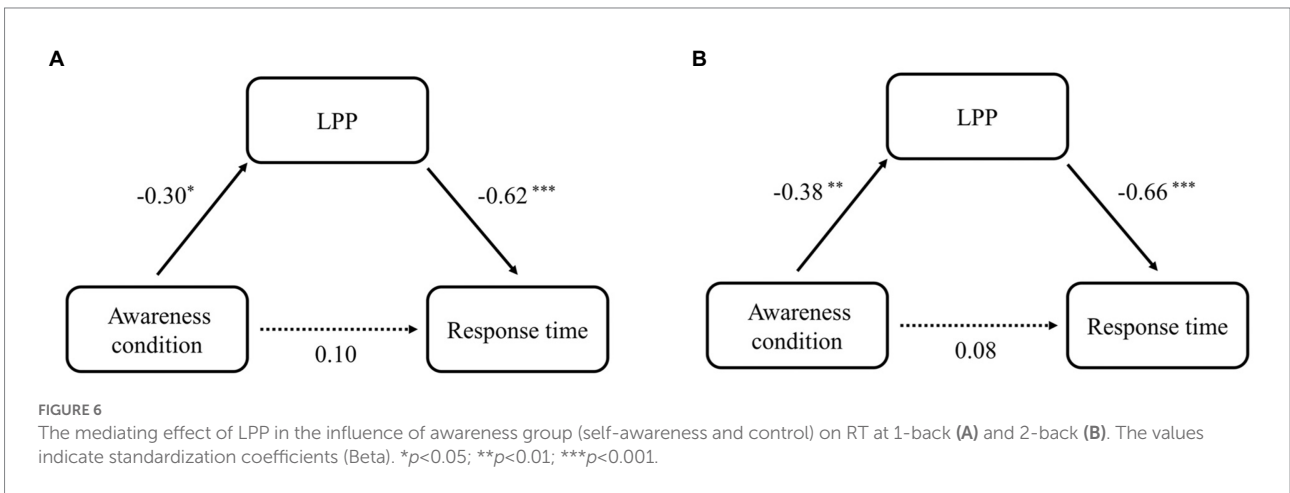 A
LPP
-0.30*
-0.62 ***
Awareness
condition
0.10
Response time
B
LPP
-0.38 **
-0.66 ***
Awareness
condition
0.08
Response time
FIGURE 6
The mediating effect of LPP in the influence of awareness group (self-awareness and control) on RT at 1-back (A) and 2-back (B). The values
indicate standardization coefficients (Beta). *p<0.05; **p<0.01; ***p<0.001.